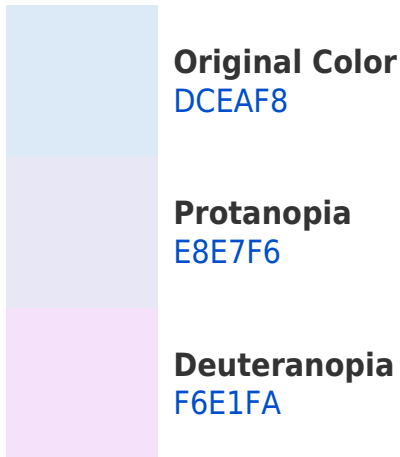 Original Color
DCEAF8
Protanopia
E8E7F6
Deuteranopia
F6E1FA